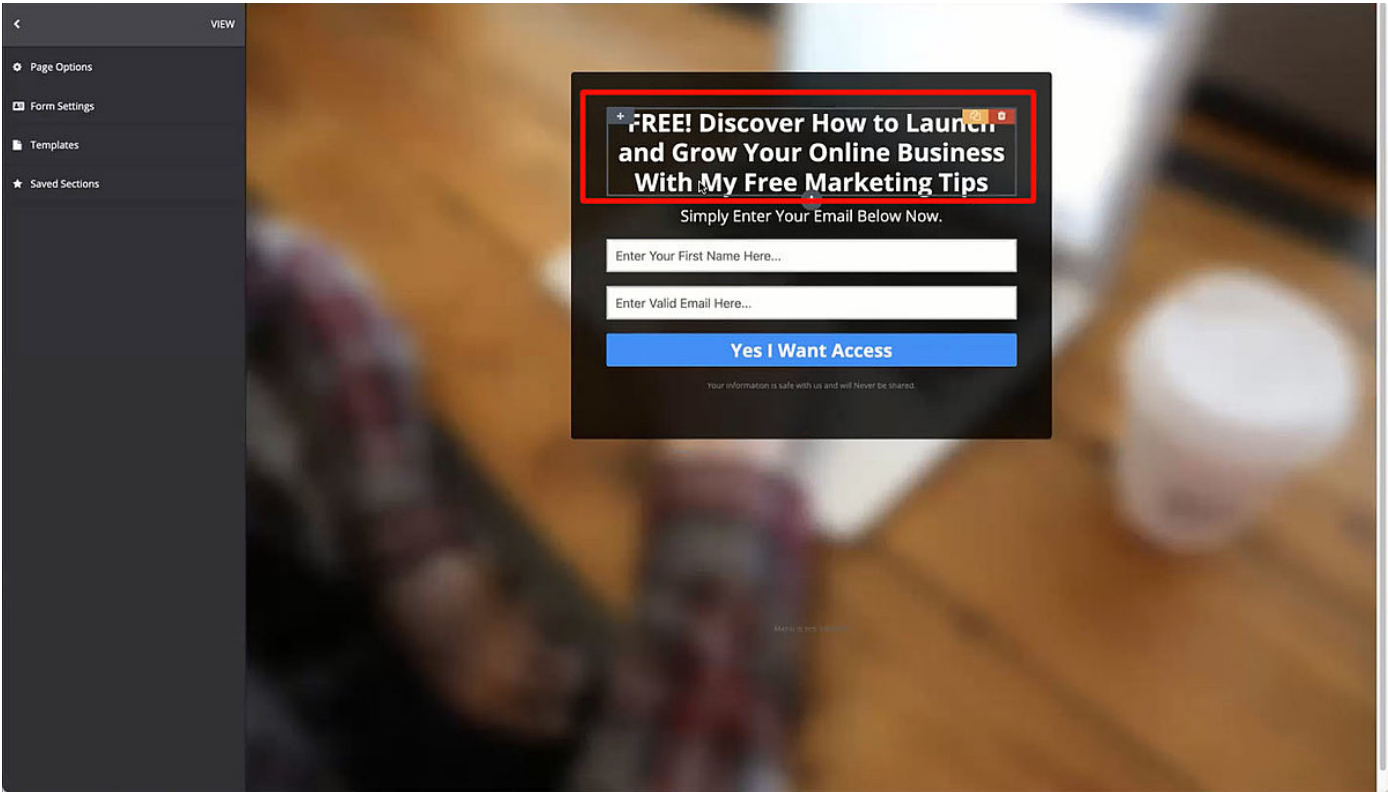 VIEW
Page Options
Form Settings
Templates
Saved Sections
FREE! Discover How to Launch
and Grow Your Online Business
With My Free Marketing Tips
Simply Enter Your Email Below Now.
Enter Your First Name Here...
Enter Valid Email Here...
Yes I Want Access
Your information is safe with us and will Never be shared.